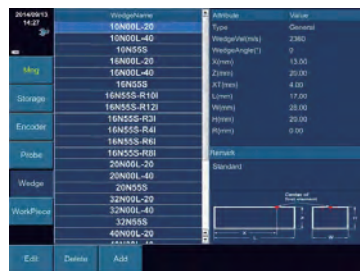 2014/09/13
14:27
Mng
Storage
Encoder
Probe
Wedge
WorkPiece
WedgeName
10N00L-20
10N00L-40
10N55S
16N00L-20
16N00L-40
16N55S
16N55S-R10I
16N55S-R12I
16N55S-R3I
16N55S-R4I
16N55S-R6I
16N55S-R8I
20N00L-20
20N00L-40
20N55S
32N00L-20
32N00L-40
32N55S
40N00L-20
Attribute Value
Type General
WedgeVel(m/s) 2360
WedgeAngle(°) 0
X(mm) 13.00
Z(mm) 20.00
XT(mm) 4.00
L(mm) 17.00
W(mm) 25.00
H(mm) 20.00
R(mm) 0.00
Remark
Standard
Center of
first element
X
L
H
W
Edit Delete Add